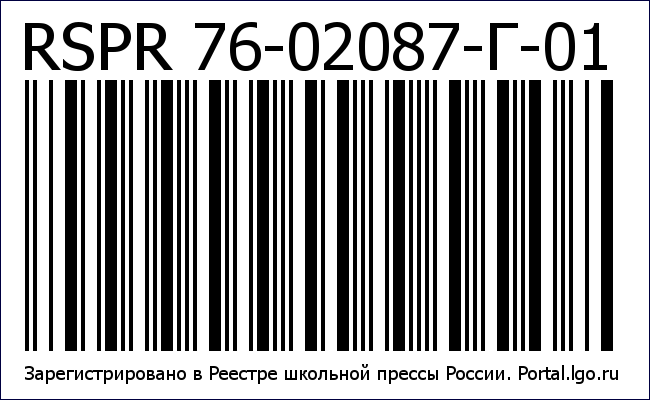 RSPR 76-02087-Г-01
Зарегистрировано в Реестре школьной прессы России. Portal.lgo.ru